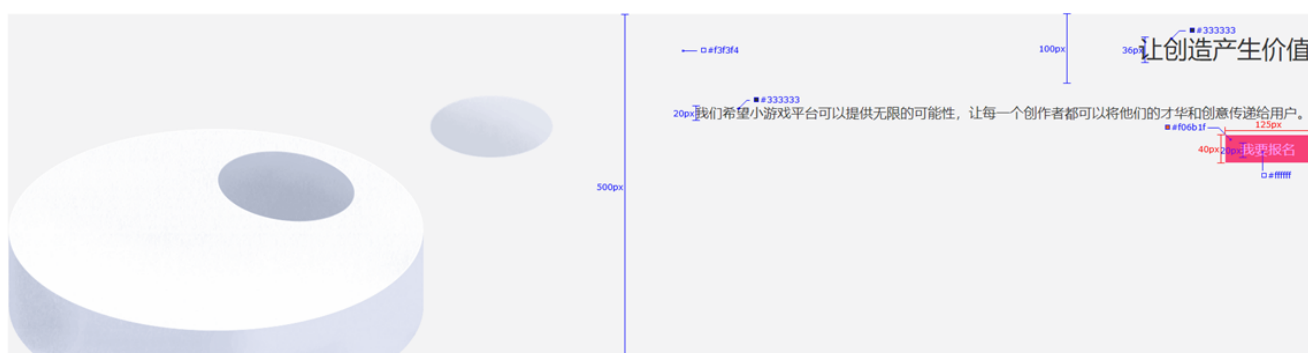 #333333
#f3f3f4
100px
36px
让创造产生价值
#333333
20px
我们希望小游戏平台可以提供无限的可能性，让每一个创作者都可以将他们的才华和创意传递给用户。
#f06b1f
125px
40px
20px
我要报名
#ffffff
500px